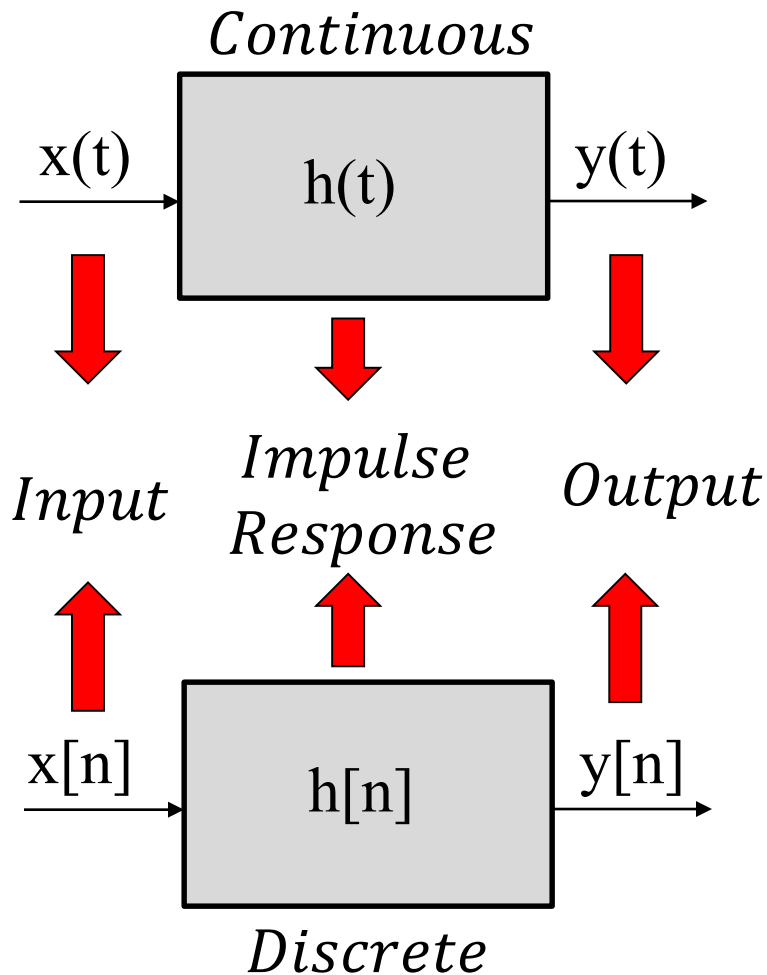 Continuous
x(t)
h(t)
y(t)
Input
Impulse
Response
Output
x[n]
h[n]
y[n]
Discrete